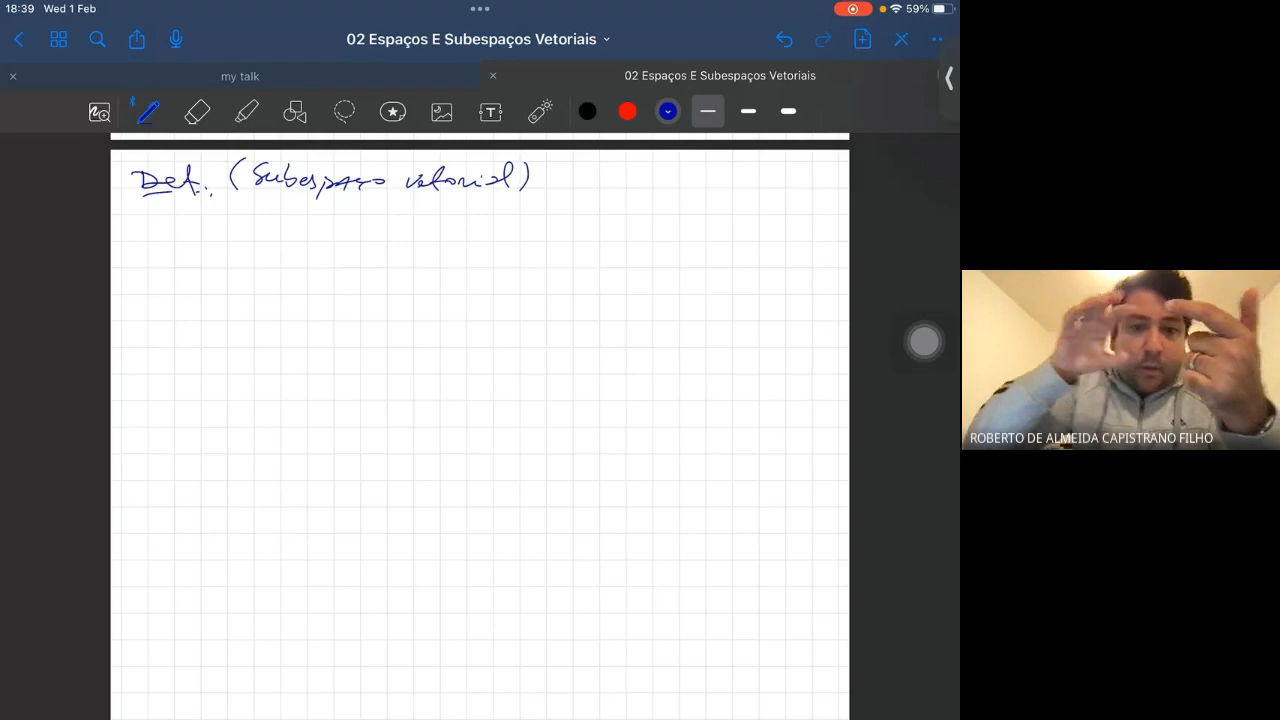 18:39 Wed 1 Feb
59%
02 Espaços E Subespaços Vetoriais
my talk
02 Espaços E Subespaços Vetoriais
T
Def.: (Subespaço vetorial)
ROBERTO DE ALMEIDA CAPISTRANO FILHO